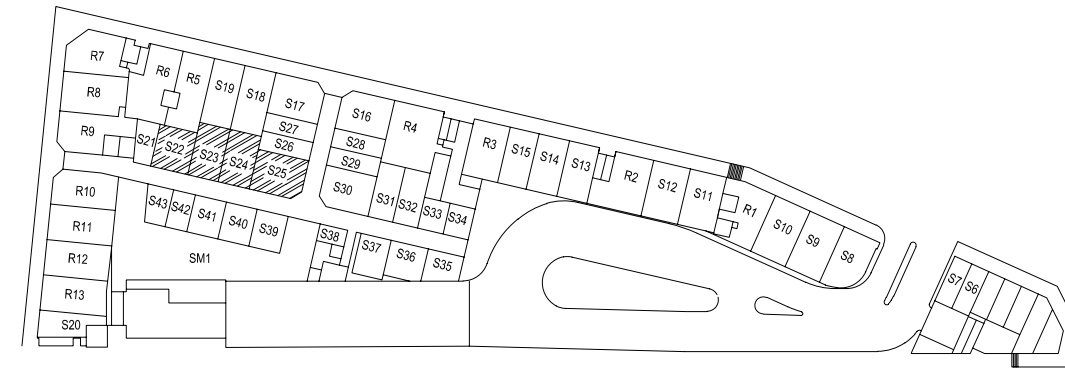 R7
R6
R5
S19
S18
S17
R8
S27
S26
R9
S21
S22
S23
S24
S25
S16
R4
S28
S29
S30
S31
S32
S33
S34
R3
S15
S14
S13
R2
S12
S11
R1
S10
S9
S8
S7
S6
R10
R11
R12
R13
S20
S43
S42
S41
S40
S39
SM1
S38
S37
S36
S35